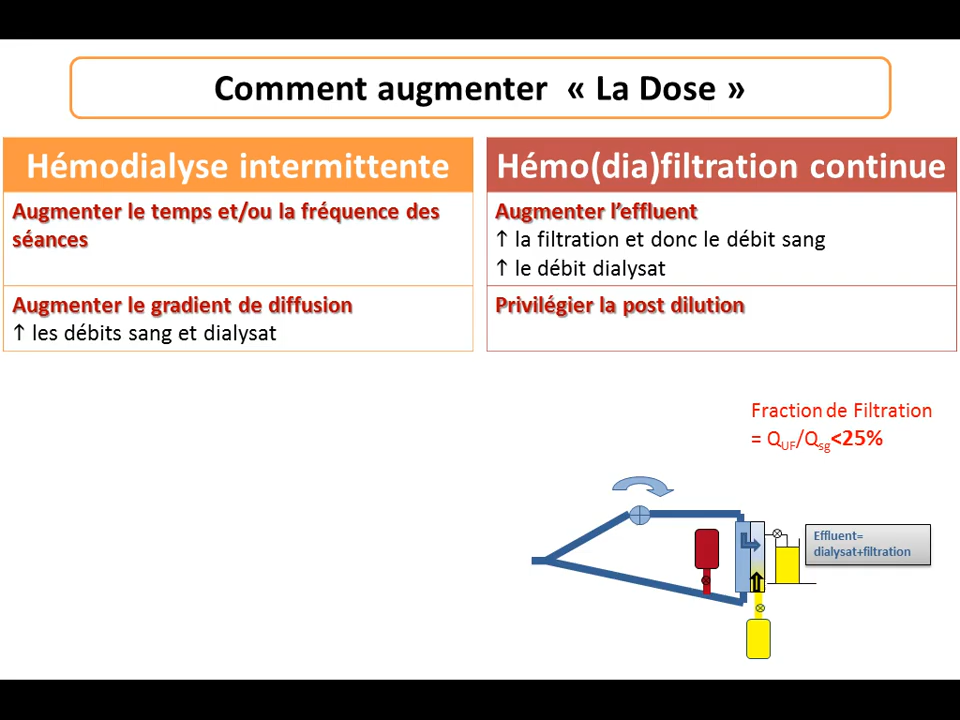 Comment augmenter « La Dose »
Hémodialyse intermittente
Augmenter le temps et/ou la fréquence des
séances
Augmenter le gradient de diffusion
↑ les débits sang et dialysat
Hémo(dia)filtration continue
Augmenter l’effluent
↑ la filtration et donc le débit sang
↑ le débit dialysat
Privilégier la post dilution
Fraction de Filtration
= QUF/Qsg<25%
Effluent=
dialysat+filtration